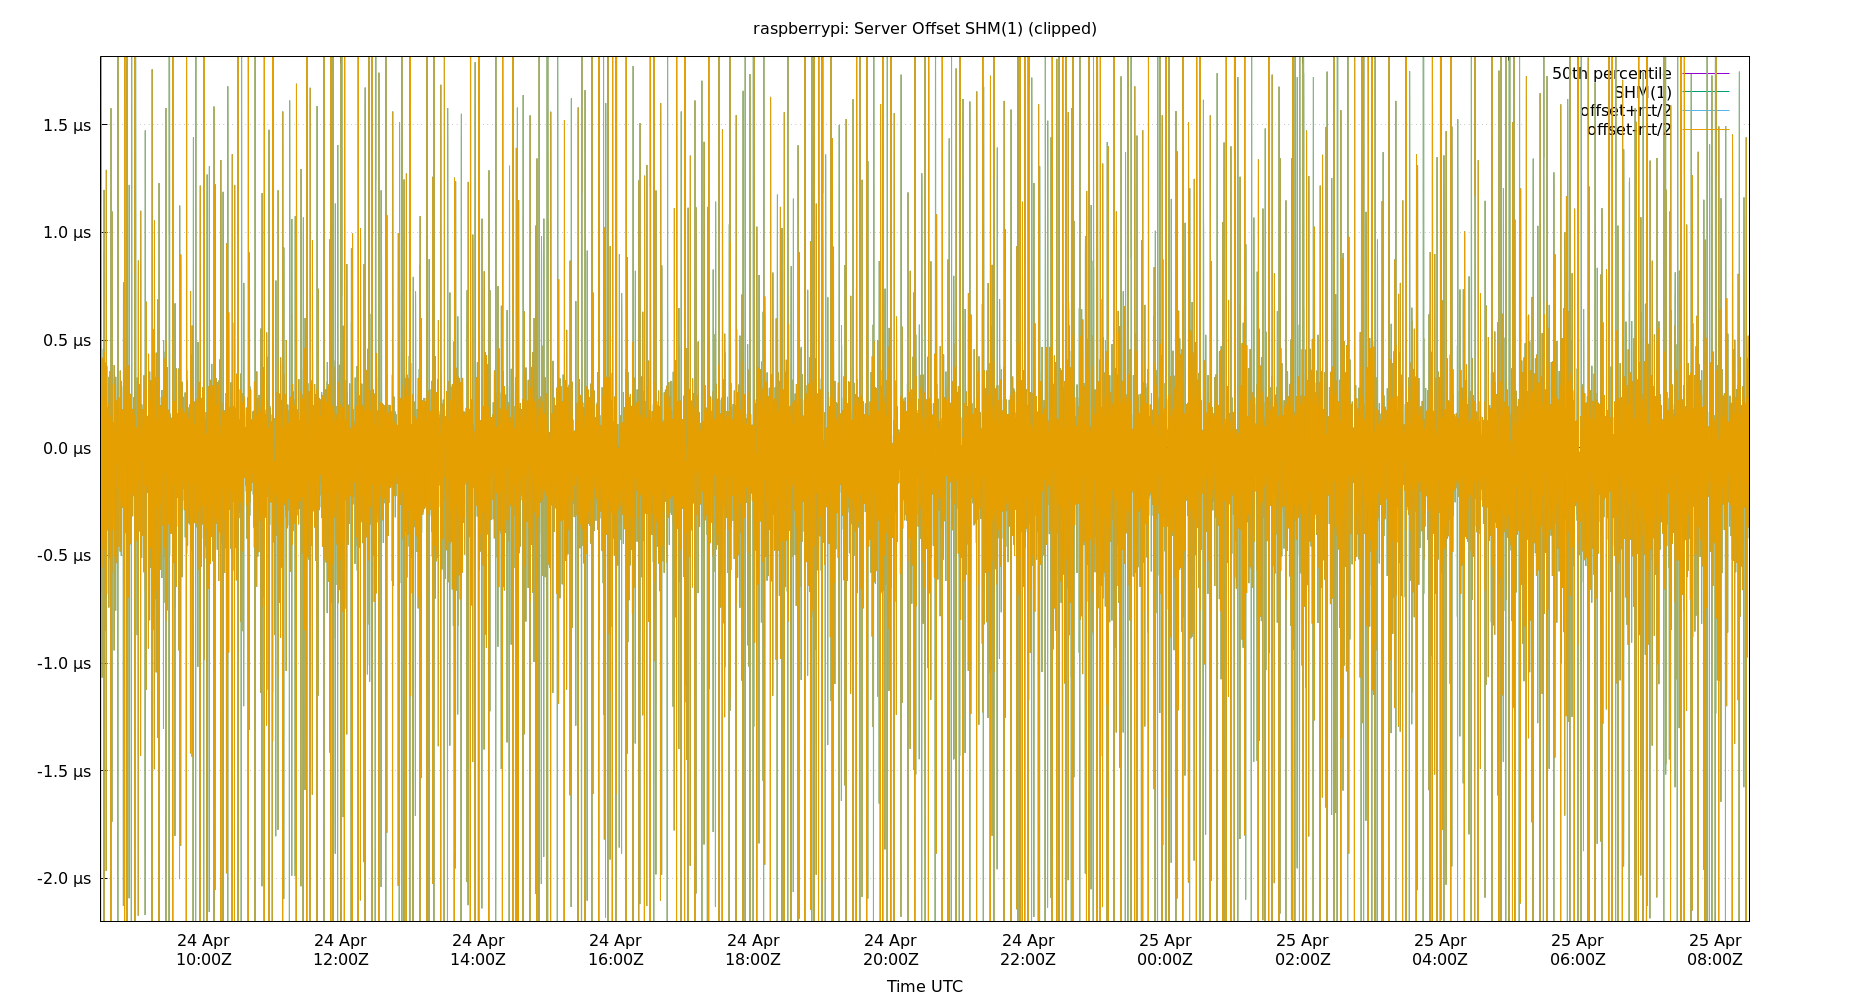 raspberrypi: Server Offset SHM(1) (clipped)
50th percentile
SHM(1)
offset+rtt/2
offset-rtt/2
1.5 µs
1.0 µs
0.5 µs
0.0 µs
-0.5 µs
-1.0 µs
-1.5 µs
-2.0 µs
24 Apr 24 Apr 24 Apr 24 Apr 24 Apr 24 Apr 24 Apr 25 Apr 25 Apr 25 Apr 25 Apr 25 Apr
10:00Z 12:00Z 14:00Z 16:00Z 18:00Z 20:00Z 22:00Z 00:00Z 02:00Z 04:00Z 06:00Z 08:00Z
Time UTC